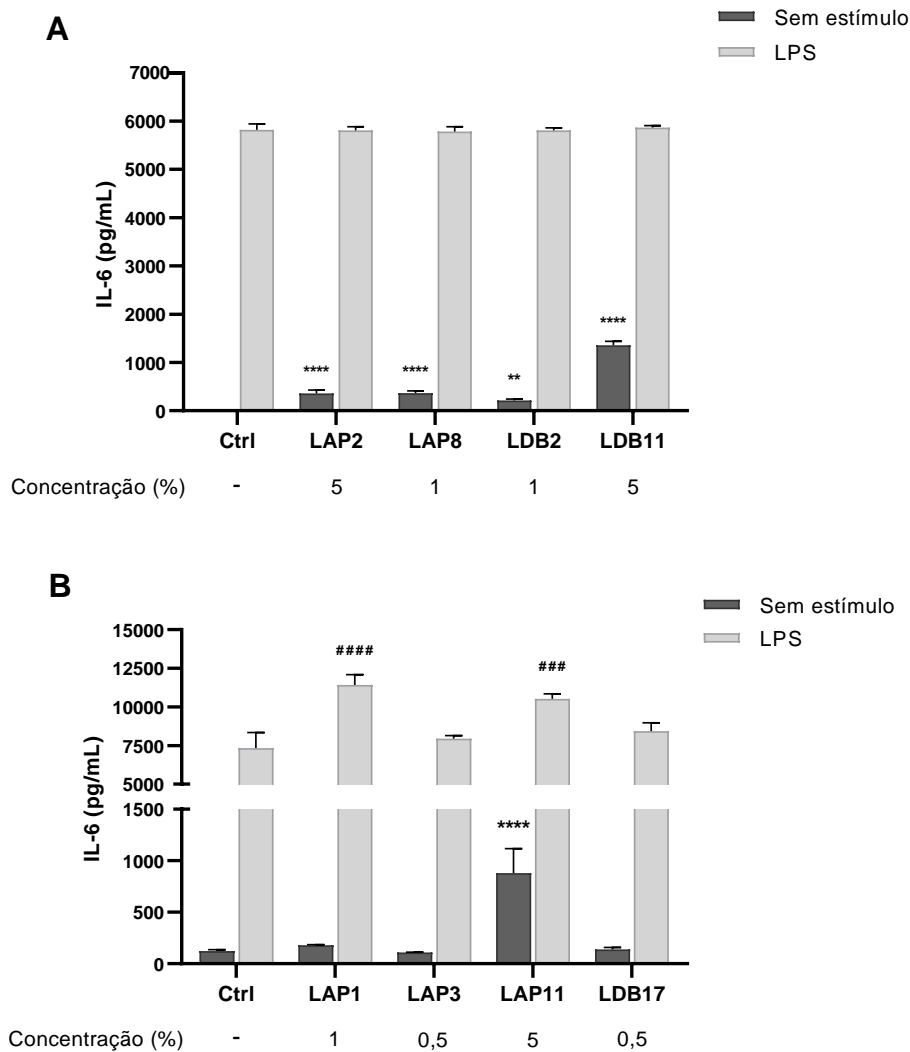 A
Sem estímulo
LPS
IL-6 (pg/mL)
7000
6000
5000
4000
3000
2000
1000
0
**** **** ** ****
Ctrl LAP2 LAP8 LDB2 LDB11
Concentração (%) - 5 1 1 5
B
Sem estímulo
LPS
IL-6 (pg/mL)
15000
12500
10000
7500
5000
1500
1000
500
0
#### ###
****
Ctrl LAP1 LAP3 LAP11 LDB17
Concentração (%) - 1 0,5 5 0,5